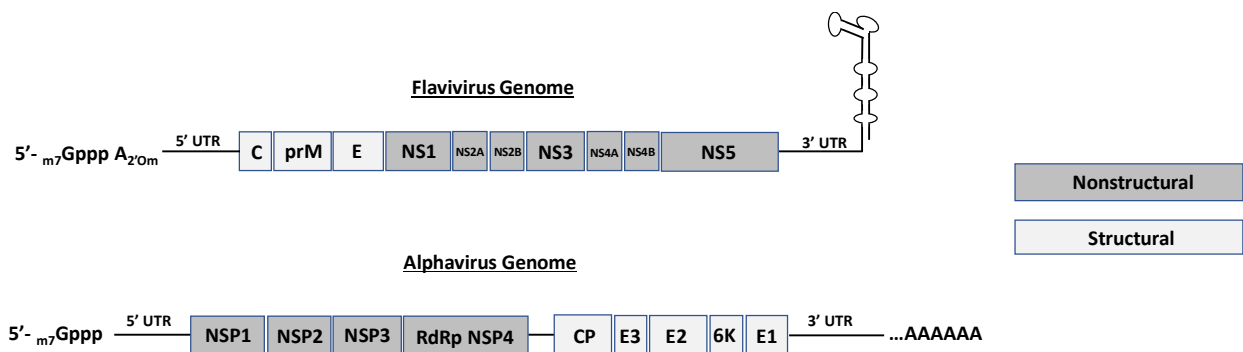 Flavivirus Genome
5’- m7Gppp A2’Om 5’ UTR C prM E NS1 NS2A NS2B NS3 NS4A NS4B NS5 3’ UTR
Nonstructural
Structural
Alphavirus Genome
5’- m7Gppp 5’ UTR NSP1 NSP2 NSP3 RdRp NSP4 CP E3 E2 6K E1 3’ UTR ...AAAAAA